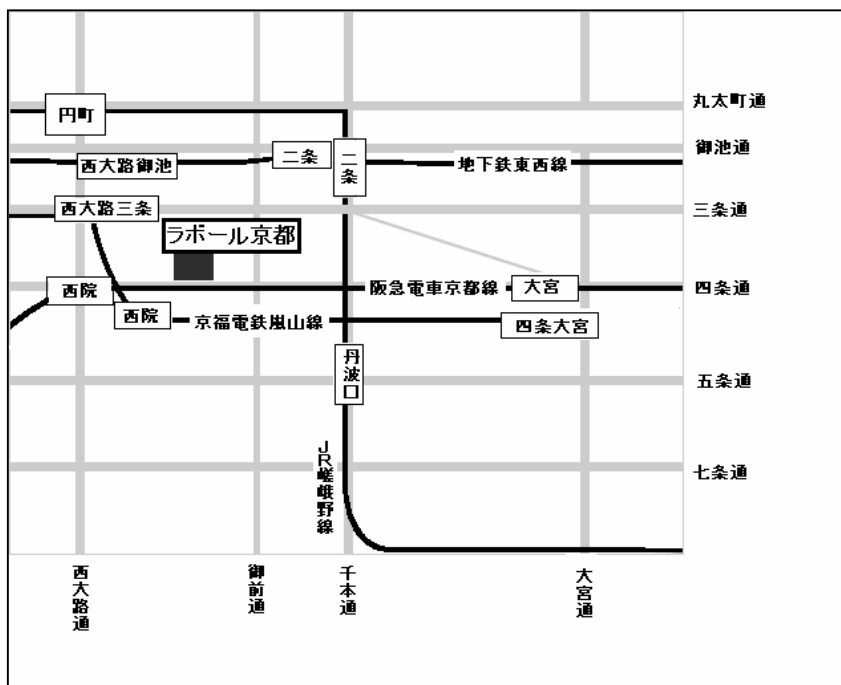 丸太町通
円町
御池通
二条
二条
西大路御池
地下鉄東西線
西大路三条
三条通
ラボール京都
西院
阪急電車京都線
大宮
四条通
西院
京福電鉄嵐山線
四条大宮
丹波口
五条通
JR嵯峨野線
七条通
西大路通
御前通
千本通
大宮通